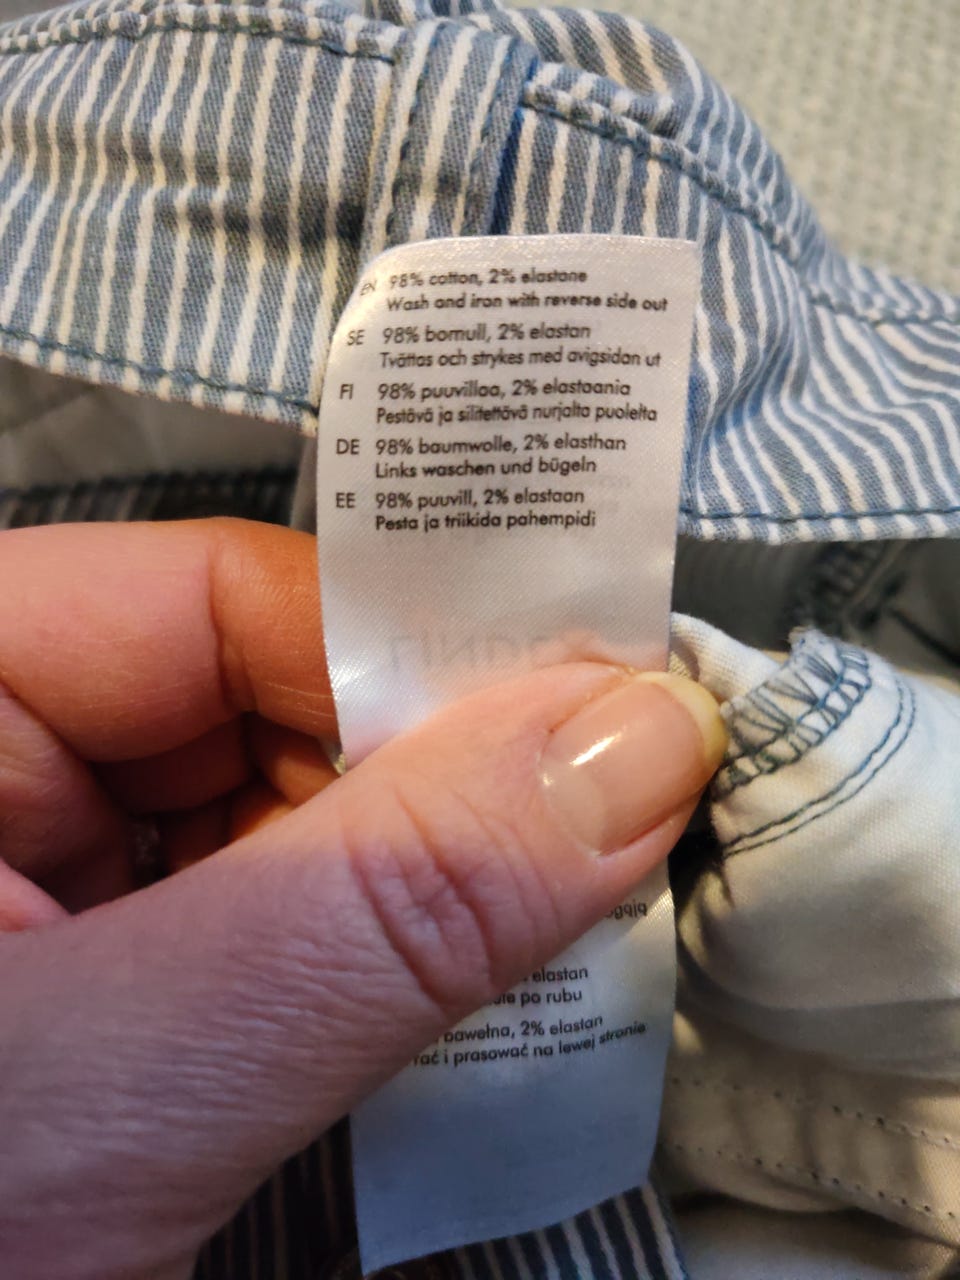 EN 98% cotton, 2% elastane
Wash and iron with reverse side out
SE 98% bomull, 2% elastan
Tvättas och strykes med avigsidan ut
FI 98% puuvillaa, 2% elastaania
Pestävä ja silitettävä nurjalta puolelta
DE 98% baumwolle, 2% elasthan
Links waschen und bügeln
EE 98% puuvill, 2% elastaan
Pesta ja triikida pahempidi
elastan
po rubu
bawełna, 2% elastan
i prasować na lewej stronie